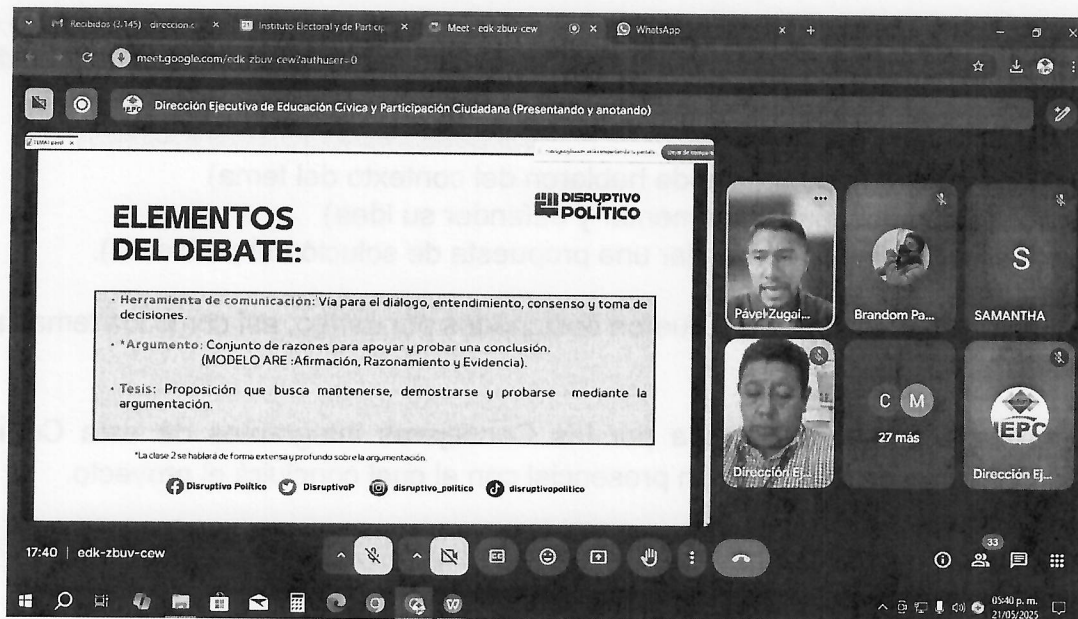 Recibidos (3,145) - direccion.c
Instituto Electoral y de Particip
Meet - edk-zbuv-cew
WhatsApp
meet.google.com/edk-zbuv-cew?authuser=0
Dirección Ejecutiva de Educación Cívica y Participación Ciudadana (Presentando y anotando)
DISRUPTIVO
POLÍTICO
ELEMENTOS
DEL DEBATE:
• Herramienta de comunicación: Vía para el dialogo, entendimiento, consenso y toma de
decisiones.
• *Argumento: Conjunto de razones para apoyar y probar una conclusión.
(MODELO ARE :Afirmación, Razonamiento y Evidencia).
• Tesis: Proposición que busca mantenerse, demostrarse y probarse mediante la
argumentación.
*La clase 2 se hablara de forma extensa y profundo sobre la argumentación.
Disruptivo Político
DisruptivoP
disruptivo_politico
disruptivopolitico
Pável Zugai...
Brandom Pa...
S
SAMANTHA
Dirección Ej...
C M
27 más
IEPC
Dirección Ej...
17:40 | edk-zbuv-cew
33
05:40 p. m.
21/05/2025